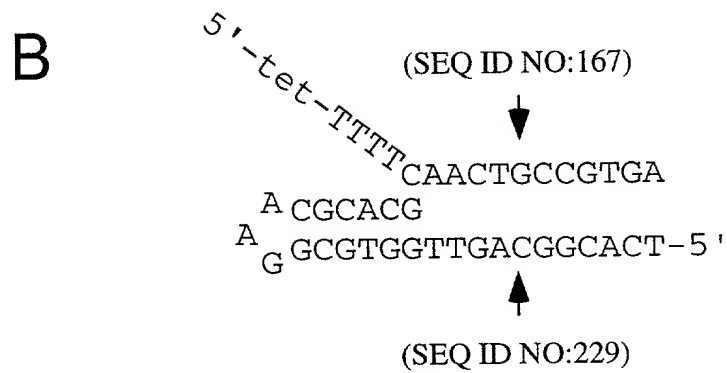 B
5'-tet-TTTT
(SEQ ID NO:167)
CAACTGCCGTGA
A CGCACG
A
G GCGTGGTTGACGGCACT-5'
(SEQ ID NO:229)